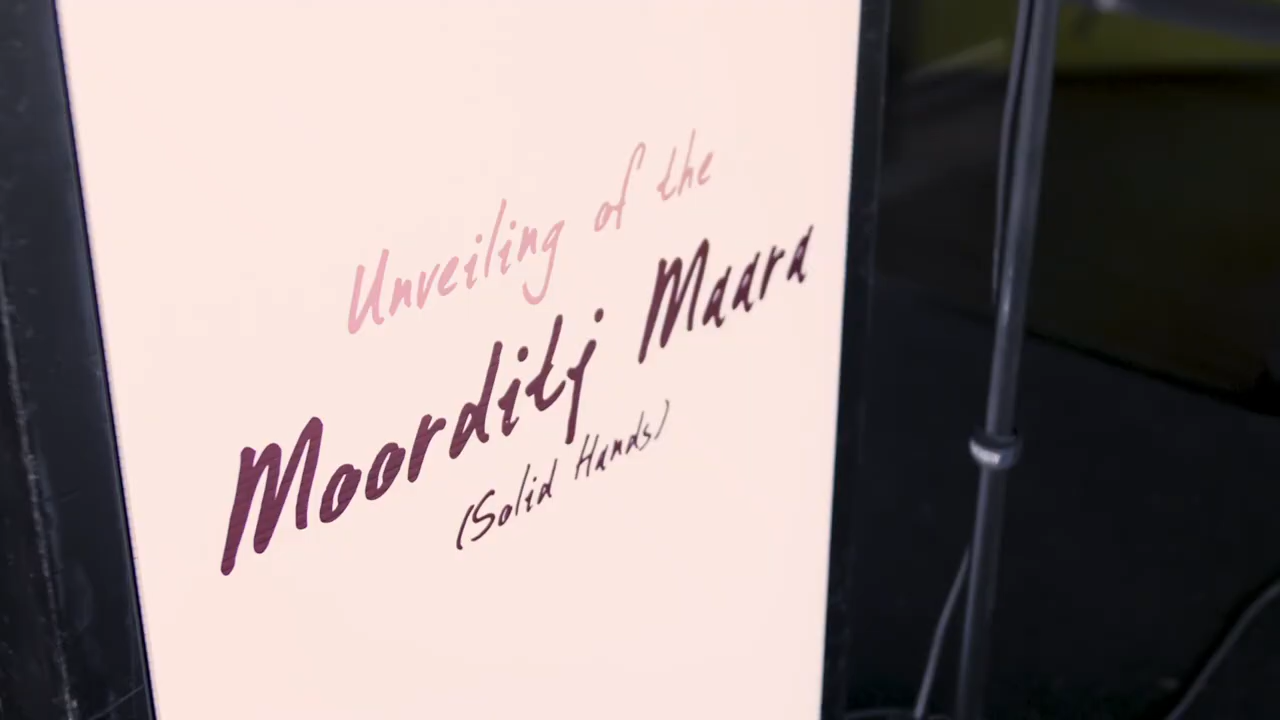 Unveiling of the
Moorditj Maara
(Solid Hands)